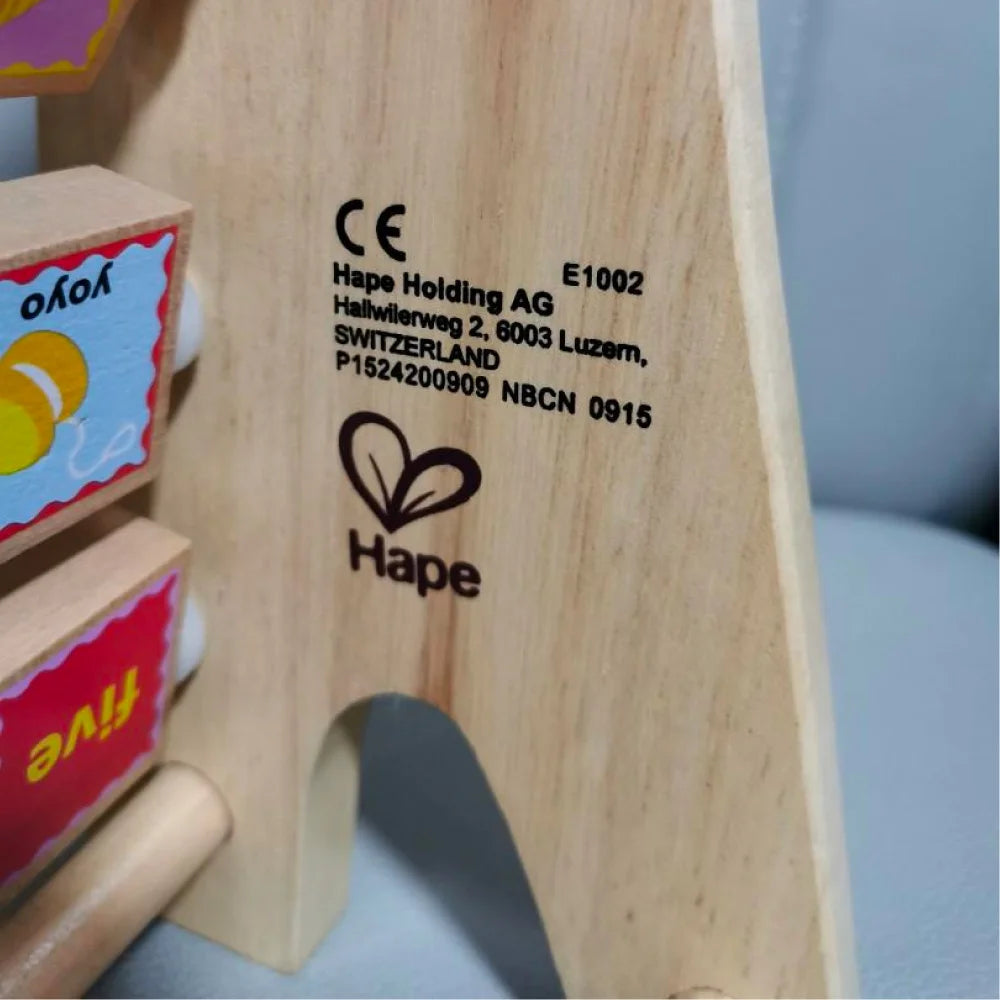 CE
E1002
Hape Holding AG
Hallwilerweg 2, 6003 Luzern,
SWITZERLAND
P1524200909 NBCN 0915
Hape
yoyo
five